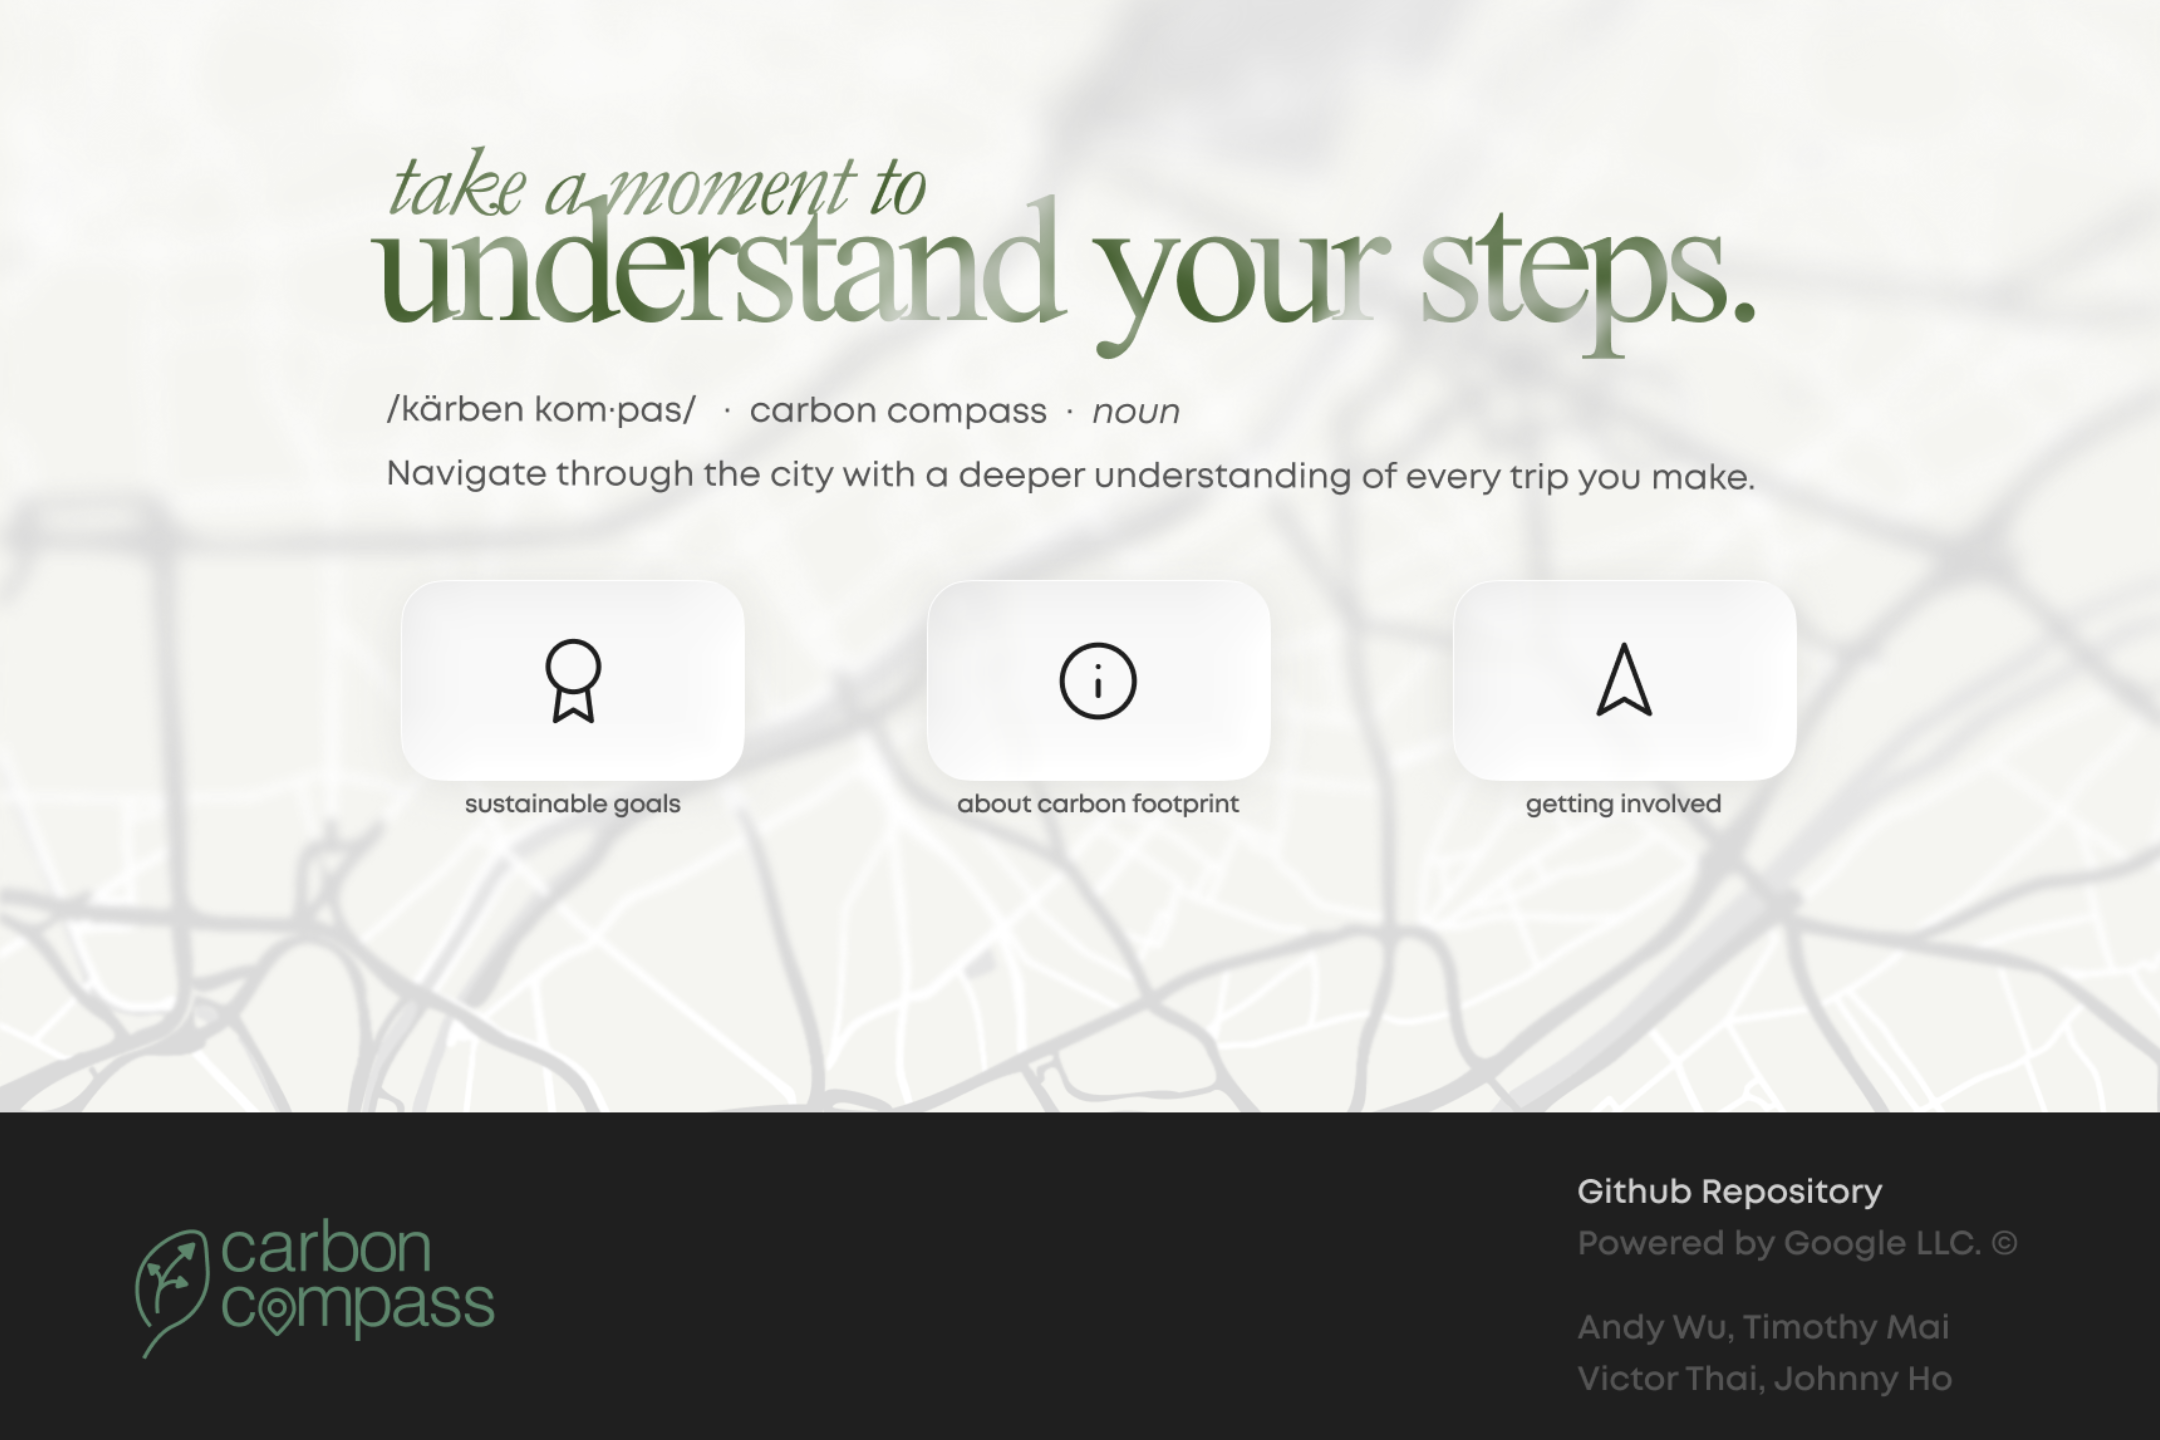 take a moment to
understand your steps.
/kärben kom·pas/ · carbon compass · noun
Navigate through the city with a deeper understanding of every trip you make.
sustainable goals
about carbon footprint
getting involved
carbon
compass
Github Repository
Powered by Google LLC. ©
Andy Wu, Timothy Mai
Victor Thai, Johnny Ho